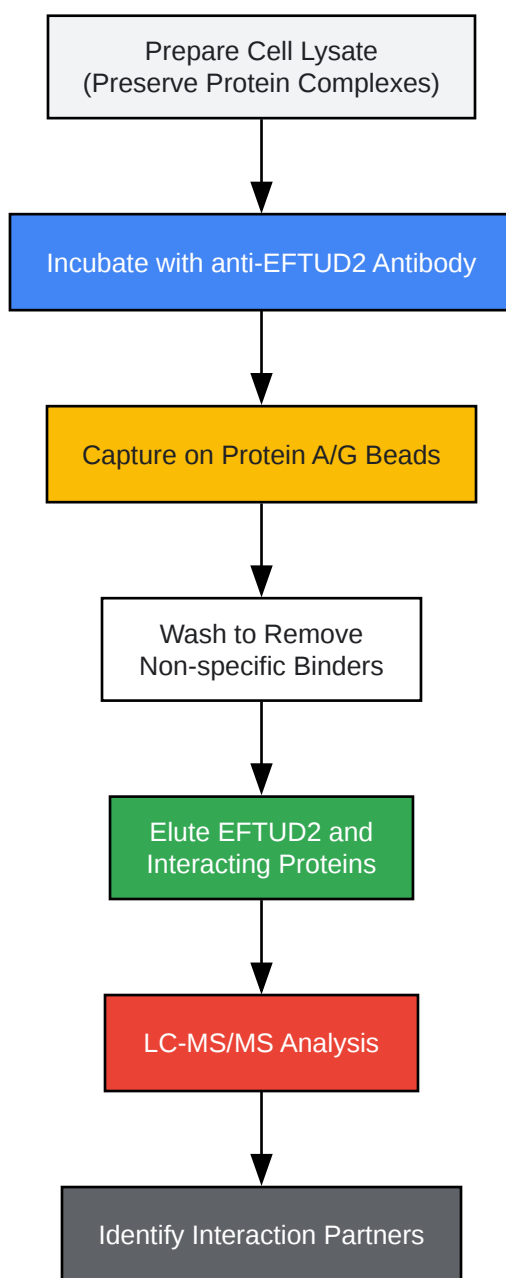 Prepare Cell Lysate
(Preserve Protein Complexes)
Incubate with anti-EFTUD2 Antibody
Capture on Protein A/G Beads
Wash to Remove
Non-specific Binders
Elute EFTUD2 and
Interacting Proteins
LC-MS/MS Analysis
Identify Interaction Partners